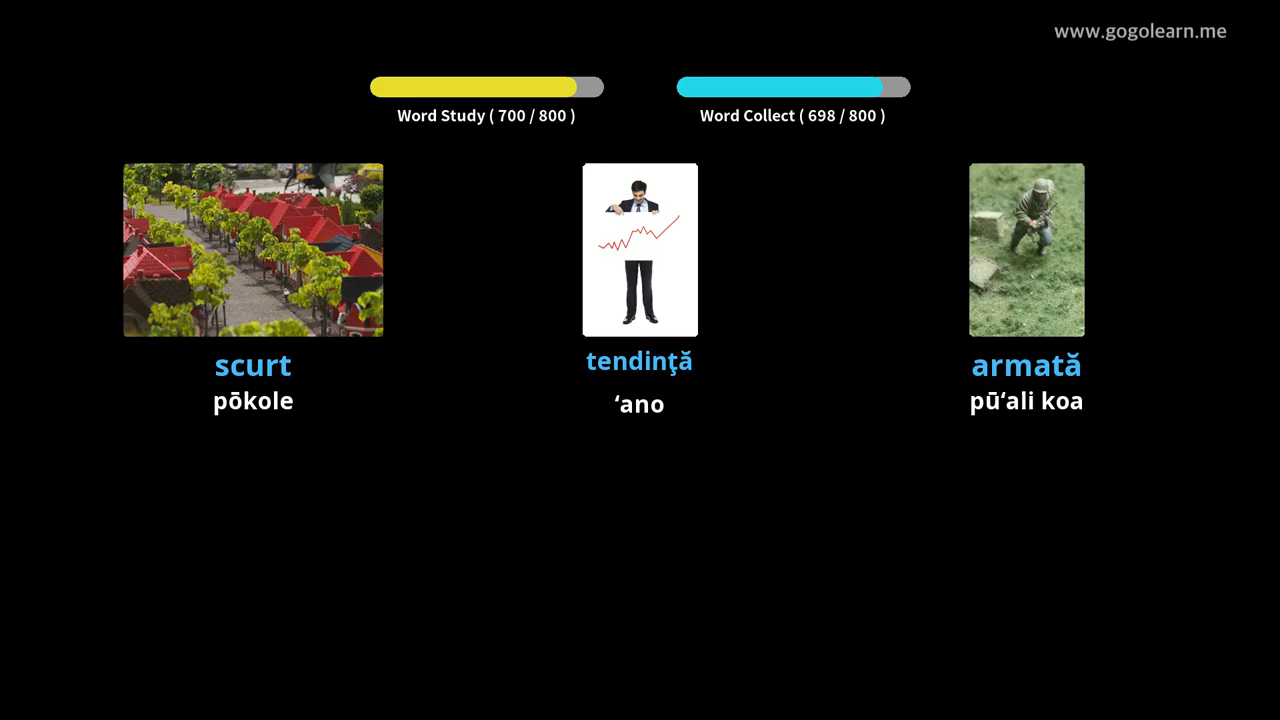 www.gogolearn.me
Word Study ( 700 / 800 )
Word Collect ( 698 / 800 )
scurt
pōkole
tendinţă
ʻano
armată
pūʻali koa